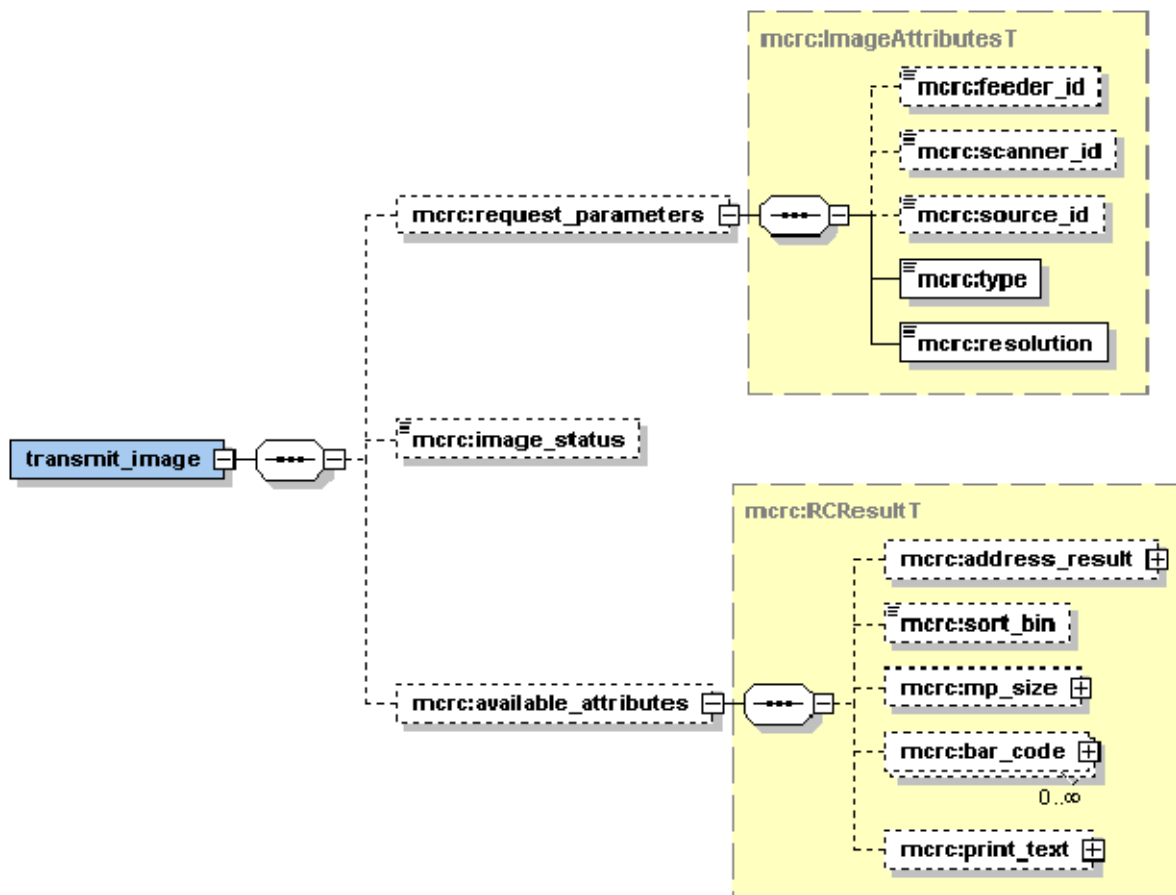 mcrc:ImageAttributesT
mcrc:feeder_id
mcrc:scanner_id
mcrc:request_parameters
mcrc:source_id
mcrc:type
mcrc:resolution
transmit_image
mcrc:image_status
mcrc:RCResultT
mcrc:address_result
mcrc:sort_bin
mcrc:available_attributes
mcrc:mp_size
mcrc:bar_code
0..∞
mcrc:print_text